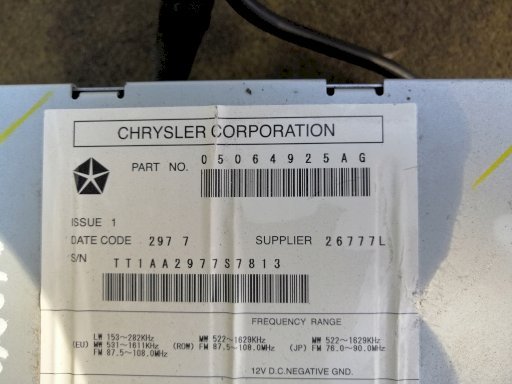 CHRYSLER CORPORATION
PART NO. 05064925AG
ISSUE 1
DATE CODE 297 7 SUPPLIER 26777L
S/N TT1AA2977S7813
FREQUENCY RANGE
LW 153~282KHz MW 522~1629KHz MW 522~1629KHz
(EU) MW 531~1611KHz (ROW) FM 87.5~108.0MHz (JP) FM 76.0~90.0MHz
FM 87.5~108.0MHz
12V D.C.NEGATIVE GND.